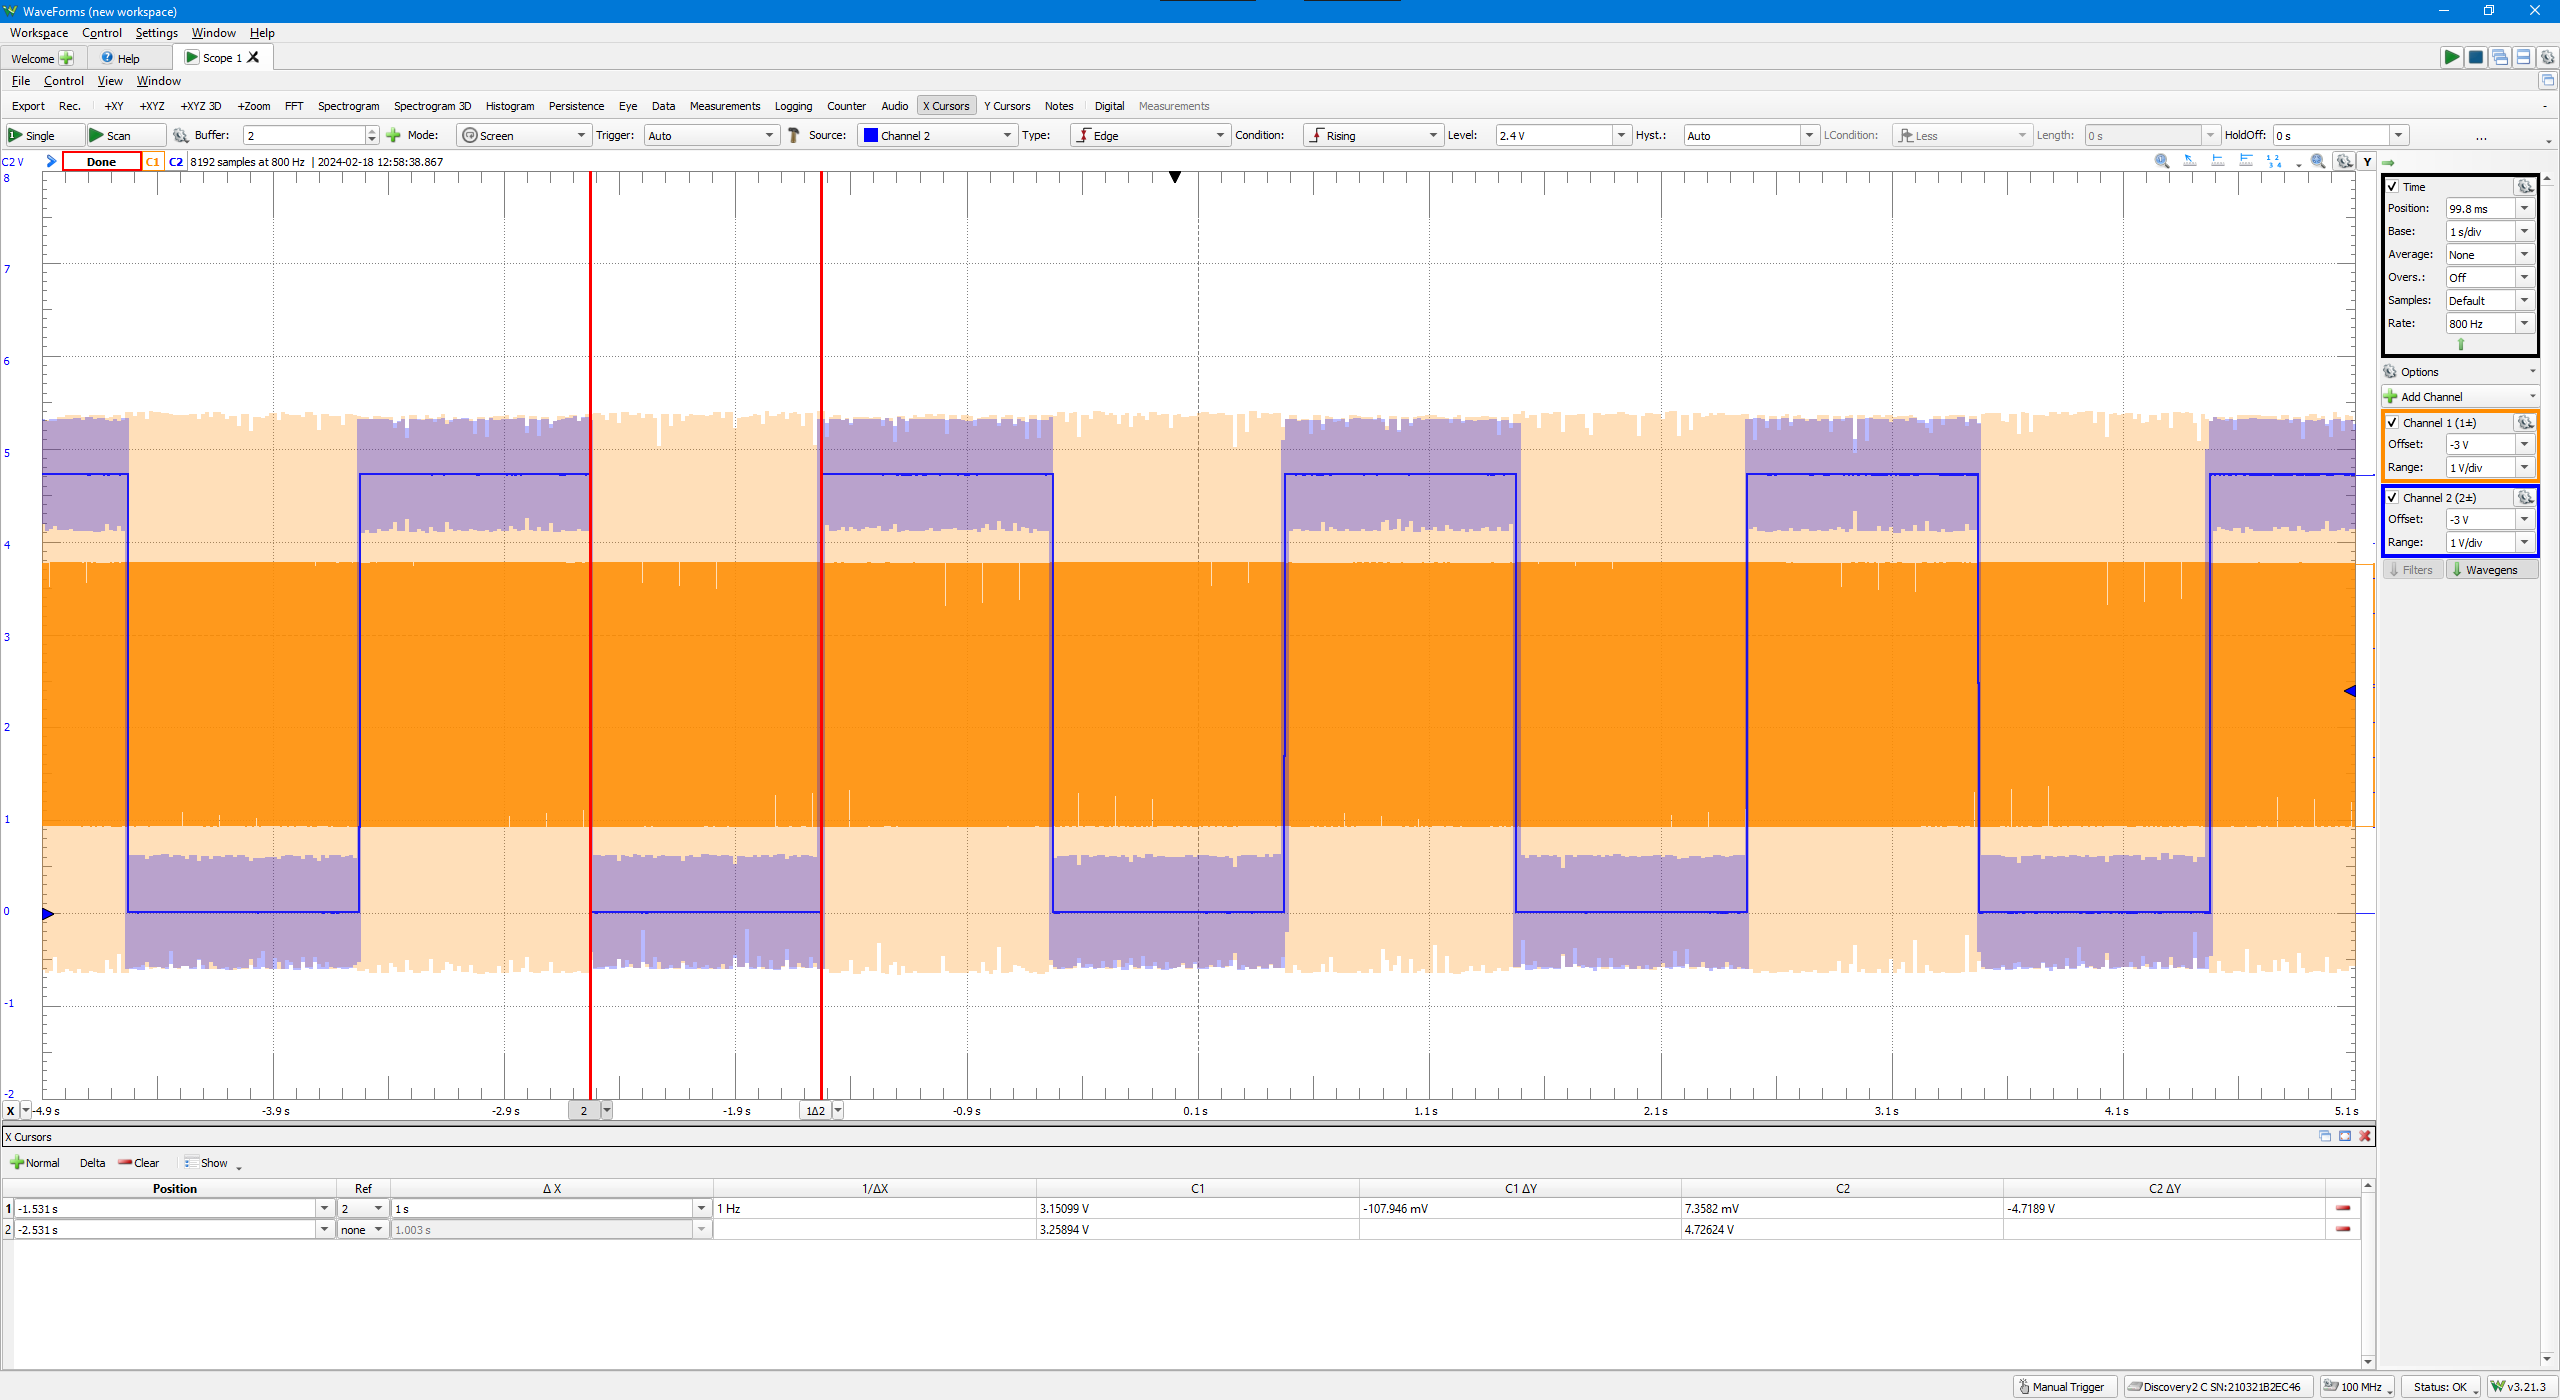 WaveForms (new workspace)
Workspace Control Settings Window Help
Welcome Help Scope 1
File Control View Window
Export Rec. +XY +XYZ +XYZ 3D +Zoom FFT Spectrogram Spectrogram 3D Histogram Persistence Eye Data Measurements Logging Counter Audio X Cursors Y Cursors Notes Digital Measurements
Single Scan Buffer: 2 Mode: Screen Trigger: Auto Source: Channel 2 Type: Edge Condition: Rising Level: 2.4 V Hyst.: Auto LCondition: Less Length: 0 s HoldOff: 0 s ...
C2 V Done C1 C2 8192 samples at 800 Hz | 2024-02-18 12:58:38.867 Y
8
7
6
5
4
3
2
1
0
-1
-2
X -4.9 s -3.9 s -2.9 s 2 -1.9 s 1Δ2 -0.9 s 0.1 s 1.1 s 2.1 s 3.1 s 4.1 s 5.1 s
Time
Position: 99.8 ms
Base: 1 s/div
Average: None
Overs.: Off
Samples: Default
Rate: 800 Hz
Options
Add Channel
Channel 1 (1±)
Offset: -3 V
Range: 1 V/div
Channel 2 (2±)
Offset: -3 V
Range: 1 V/div
Filters Wavegens
X Cursors
Normal Delta Clear Show
Position Ref Δ X 1/ΔX C1 C1 ΔY C2 C2 ΔY
1 -1.531 s 2 1 s 1 Hz 3.15099 V -107.946 mV 7.3582 mV -4.7189 V
2 -2.531 s none 1.003 s 3.25894 V 4.72624 V
Manual Trigger Discovery2 C SN:210321B2EC46 100 MHz Status: OK v3.21.3